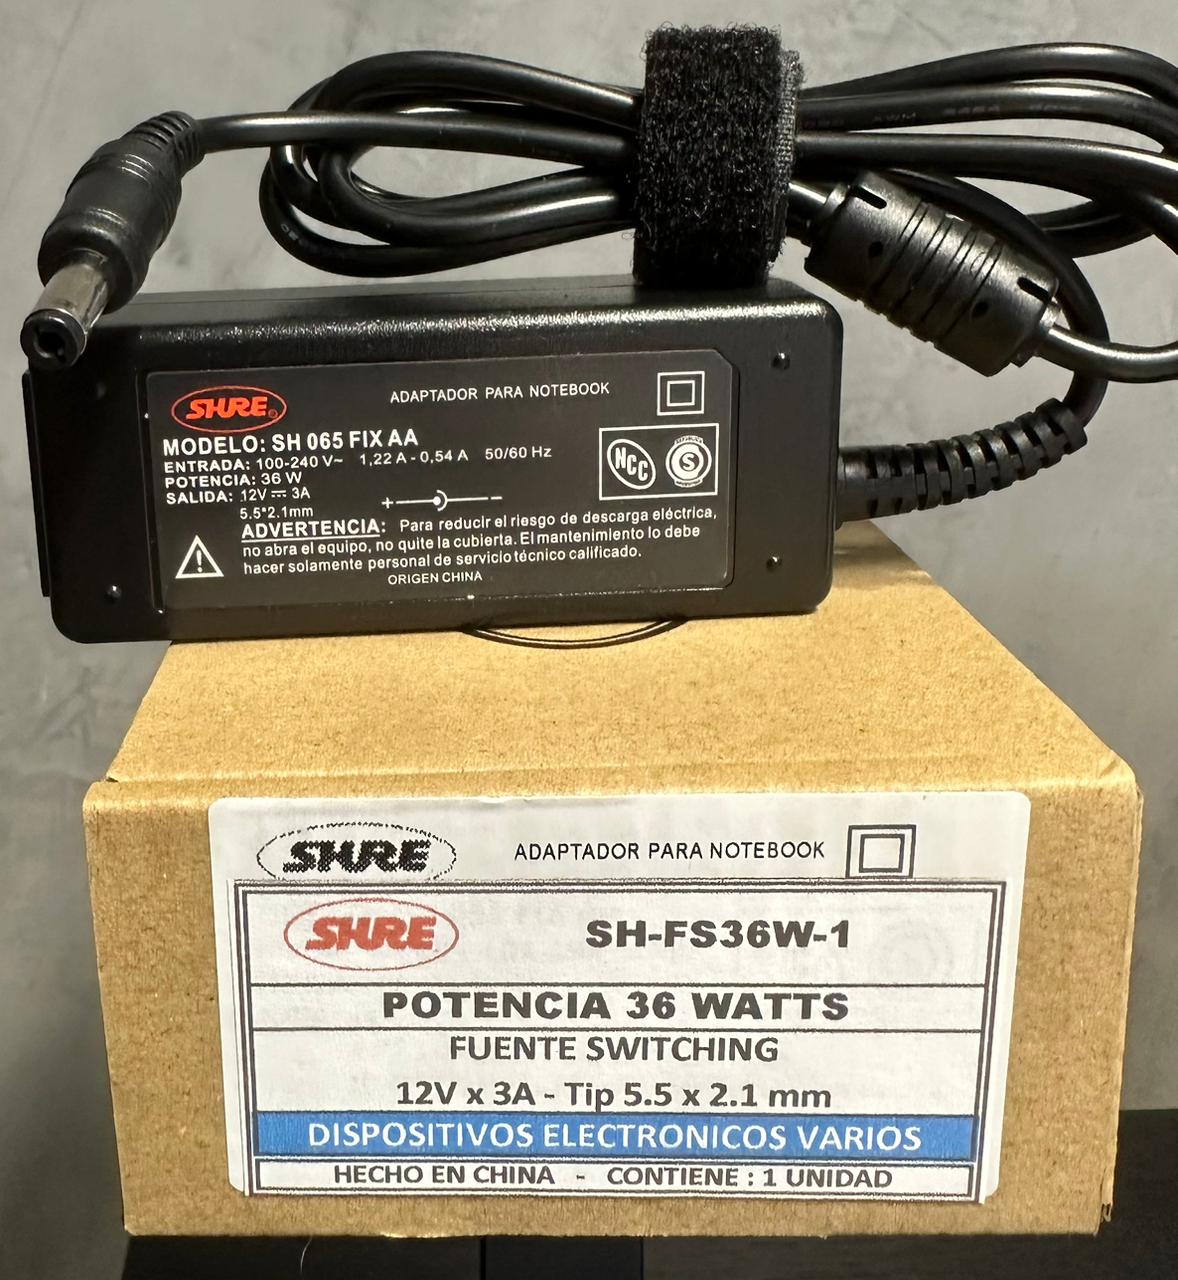 SHURE®
ADAPTADOR PARA NOTEBOOK
MODELO: SH 065 FIX AA
ENTRADA: 100-240 V~ 1,22 A - 0,54 A 50/60 Hz
POTENCIA: 36 W
SALIDA: 12V ⎓ 3A
5.5*2.1mm
+ -
NCC
S
ADVERTENCIA: Para reducir el riesgo de descarga eléctrica,
no abra el equipo, no quite la cubierta. El mantenimiento lo debe
hacer solamente personal de servicio técnico calificado.
ORIGEN CHINA
SHURE
ADAPTADOR PARA NOTEBOOK
SHURE
SH-FS36W-1
POTENCIA 36 WATTS
FUENTE SWITCHING
12V x 3A - Tip 5.5 x 2.1 mm
DISPOSITIVOS ELECTRONICOS VARIOS
HECHO EN CHINA - CONTIENE : 1 UNIDAD